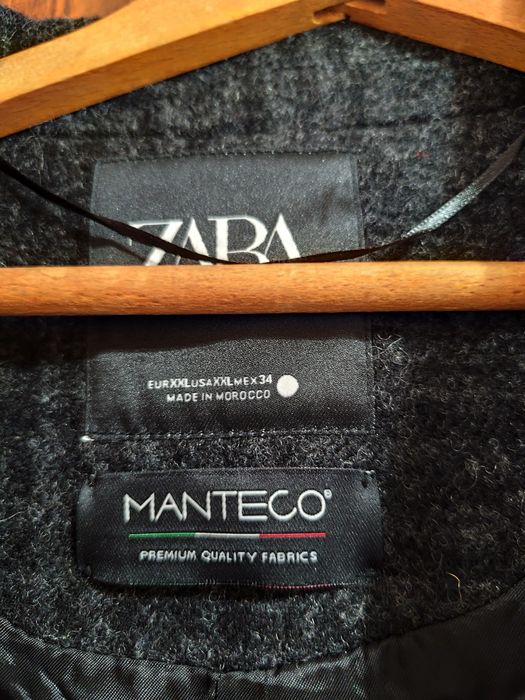 ZARA
EUR XXL USA XXL MEX 34
MADE IN MOROCCO
MANTECO®
PREMIUM QUALITY FABRICS